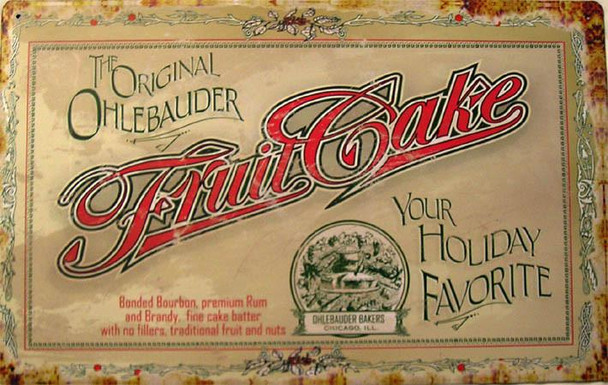 THE ORIGINAL
OHLEBAUDER
Fruit Cake
YOUR
HOLIDAY
FAVORITE
Bonded Bourbon, premium Rum
and Brandy, fine cake batter
with no fillers, traditional fruit and nuts
OHLEBAUDER BAKERS
CHICAGO, ILL.